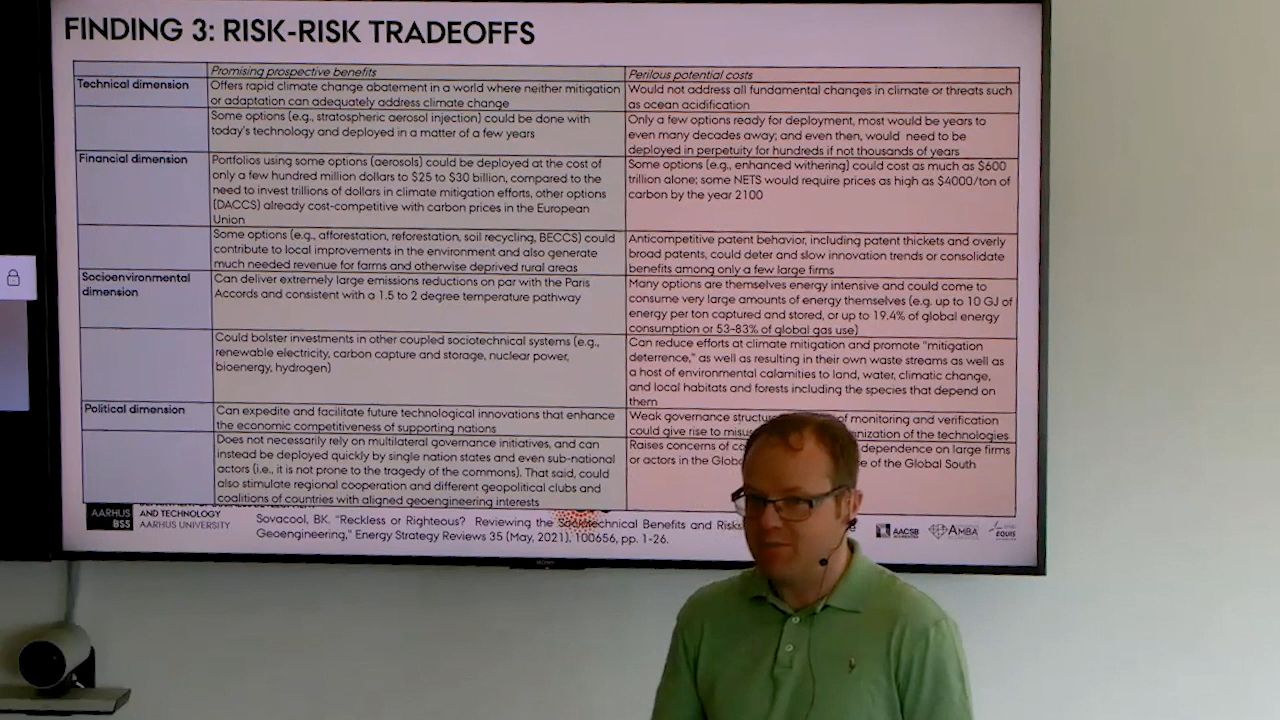 FINDING 3: RISK-RISK TRADEOFFS
Promising prospective benefits
Perilous potential costs
Technical dimension
Offers rapid climate change abatement in a world where neither mitigation
or adaptation can adequately address climate change
Would not address all fundamental changes in climate or threats such
as ocean acidification
Some options (e.g., stratospheric aerosol injection) could be done with
today's technology and deployed in a matter of a few years
Only a few options ready for deployment, most would be years to
even many decades away; and even then, would need to be
deployed in perpetuity for hundreds if not thousands of years
Financial dimension
Portfolios using some options (aerosols) could be deployed at the cost of
only a few hundred million dollars to $25 to $30 billion, compared to the
need to invest trillions of dollars in climate mitigation efforts, other options
(DACCS) already cost-competitive with carbon prices in the European
Union
Some options (e.g., enhanced withering) could cost as much as $600
trillion alone; some NETS would require prices as high as $4000/ton of
carbon by the year 2100
Some options (e.g., afforestation, reforestation, soil recycling, BECCS) could
contribute to local improvements in the environment and also generate
much needed revenue for farms and otherwise deprived rural areas
Anticompetitive patent behavior, including patent thickets and overly
broad patents, could deter and slow innovation trends or consolidate
benefits among only a few large firms
Socioenvironmental
dimension
Can deliver extremely large emissions reductions on par with the Paris
Accords and consistent with a 1.5 to 2 degree temperature pathway
Many options are themselves energy intensive and could come to
consume very large amounts of energy themselves (e.g. up to 10 GJ of
energy per ton captured and stored, or up to 19.4% of global energy
consumption or 53-83% of global gas use)
Could bolster investments in other coupled sociotechnical systems (e.g.,
renewable electricity, carbon capture and storage, nuclear power,
bioenergy, hydrogen)
Can reduce efforts at climate mitigation and promote "mitigation
deterrence," as well as resulting in their own waste streams as well as
a host of environmental calamities to land, water, climatic change,
and local habitats and forests including the species that depend on
them
Political dimension
Can expedite and facilitate future technological innovations that enhance
the economic competitiveness of supporting nations
Weak governance of monitoring and verification
could give rise to of the technologies
Does not necessarily rely on multilateral governance initiatives, and can
instead be deployed quickly by single nation states and even sub-national
actors (i.e., it is not prone to the tragedy of the commons). That said, could
also stimulate regional cooperation and different geopolitical clubs and
coalitions of countries with aligned geoengineering interests
Raises concerns of dependence on large firms
or actors in the of the Global South
AARHUS
BSS
AND TECHNOLOGY
AARHUS UNIVERSITY
Sovacool, BK. "Reckless or Righteous? Reviewing the Sociotechnical Benefits and Risks
Geoengineering," Energy Strategy Reviews 35 (May, 2021), 100656, pp. 1-26.
AACSB
AMBA
EQUIS